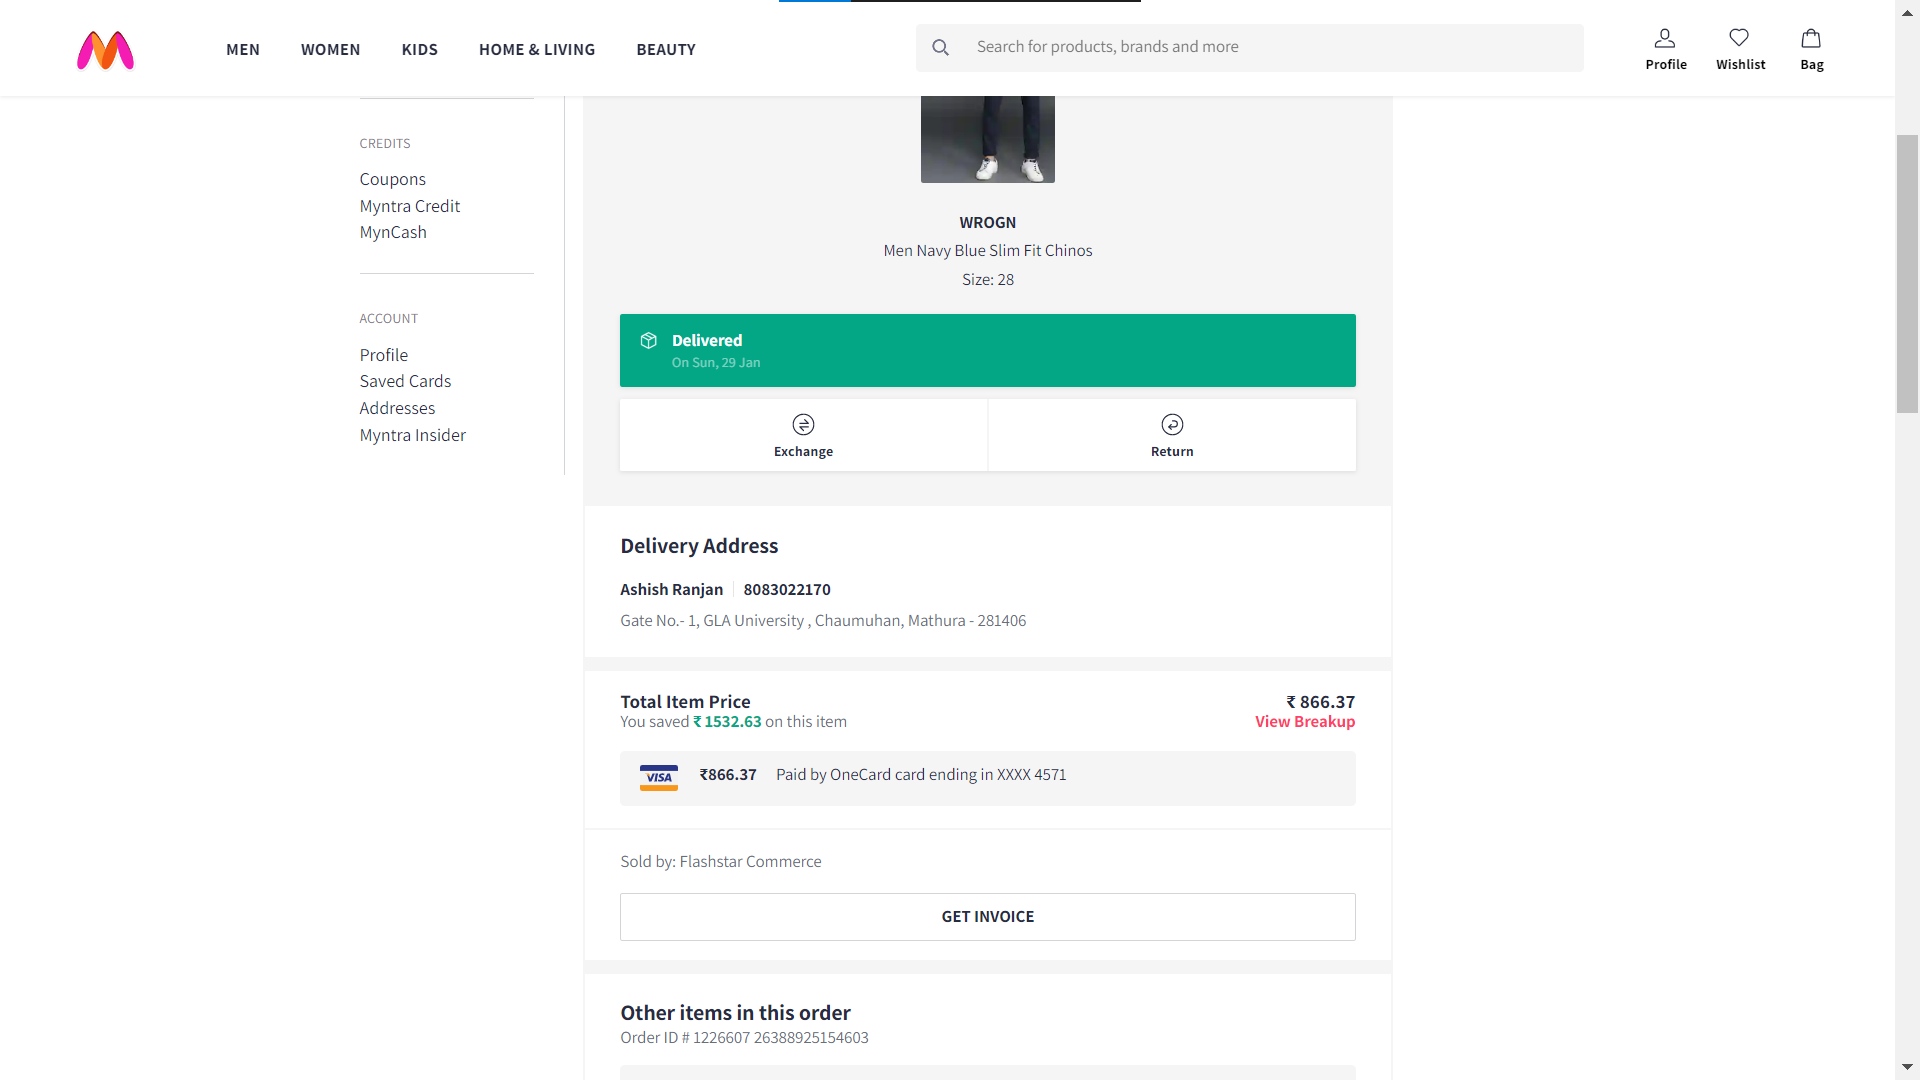 MEN
WOMEN
KIDS
HOME & LIVING
BEAUTY
Search for products, brands and more
Profile
Wishlist
Bag
CREDITS
Coupons
Myntra Credit
MynCash
ACCOUNT
Profile
Saved Cards
Addresses
Myntra Insider
WROGN
Men Navy Blue Slim Fit Chinos
Size: 28
Delivered
On Sun, 29 Jan
Exchange
Return
Delivery Address
Ashish Ranjan 8083022170
Gate No.- 1, GLA University , Chaumuhan, Mathura - 281406
Total Item Price ₹ 866.37
You saved ₹ 1532.63 on this item View Breakup
VISA ₹866.37 Paid by OneCard card ending in XXXX 4571
Sold by: Flashstar Commerce
GET INVOICE
Other items in this order
Order ID # 1226607 26388925154603